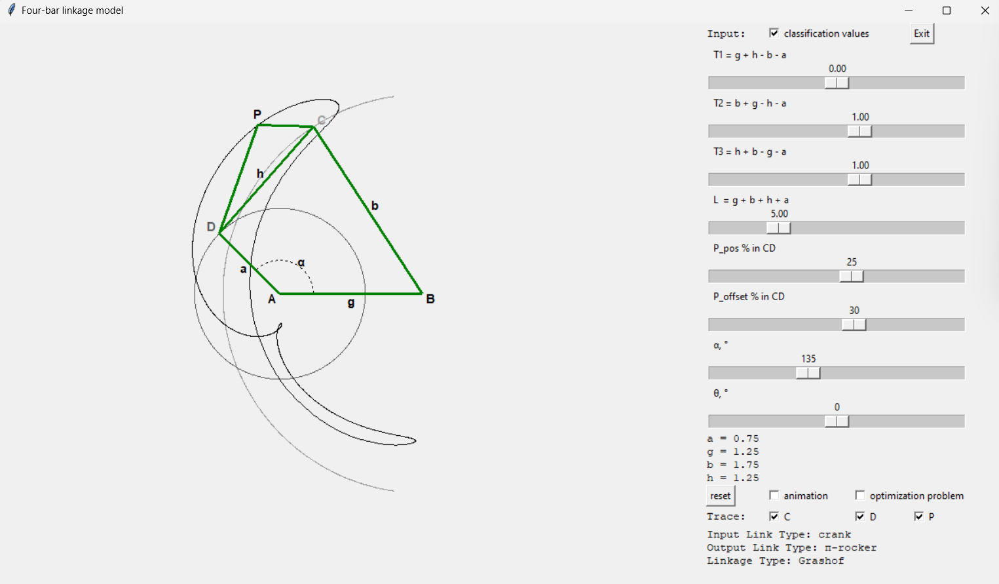 Four-bar linkage model
Input: classification values Exit
T1 = g + h - b - a
0.00
T2 = b + g - h - a
1.00
T3 = h + b - g - a
1.00
L = g + b + h + a
5.00
P_pos % in CD
25
P_offset % in CD
30
α, °
135
θ, °
0
a = 0.75
g = 1.25
b = 1.75
h = 1.25
reset animation optimization problem
Trace: C D P
Input Link Type: crank
Output Link Type: π-rocker
Linkage Type: Grashof
P
C
h
b
D
α
a
A
g
B